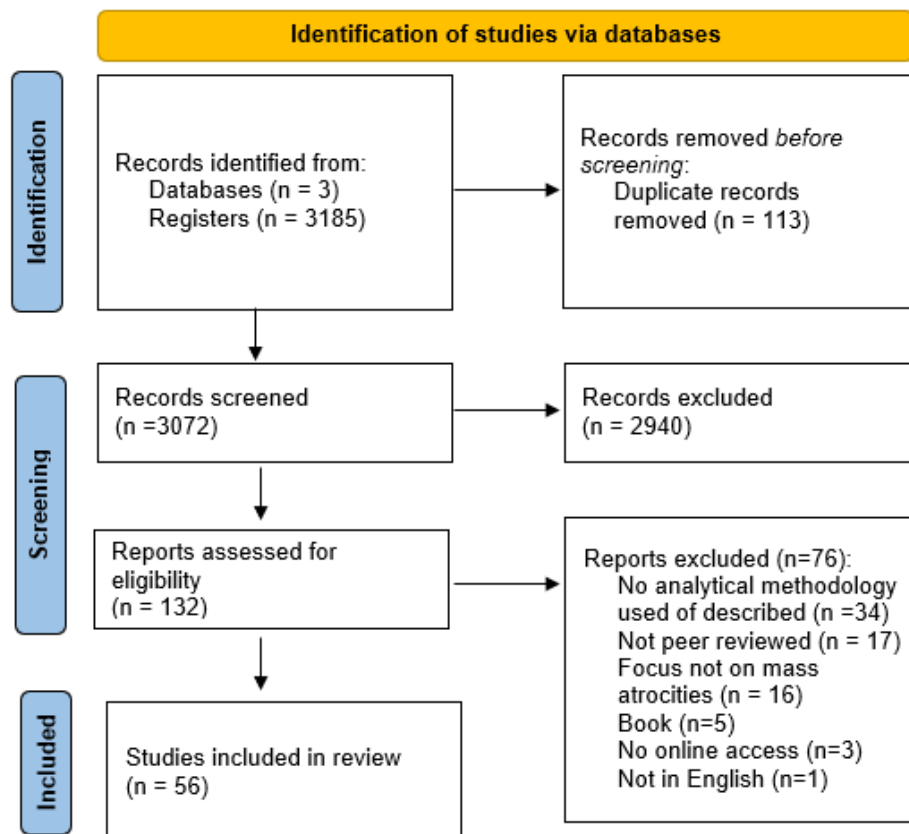 Identification of studies via databases
Identification
Records identified from:
Databases (n = 3)
Registers (n = 3185)
Records removed before
screening:
Duplicate records
removed (n = 113)
Screening
Records screened
(n =3072)
Records excluded
(n = 2940)
Reports assessed for
eligibility
(n = 132)
Reports excluded (n=76):
No analytical methodology
used of described (n =34)
Not peer reviewed (n = 17)
Focus not on mass
atrocities (n = 16)
Book (n=5)
No online access (n=3)
Not in English (n=1)
Included
Studies included in review
(n = 56)